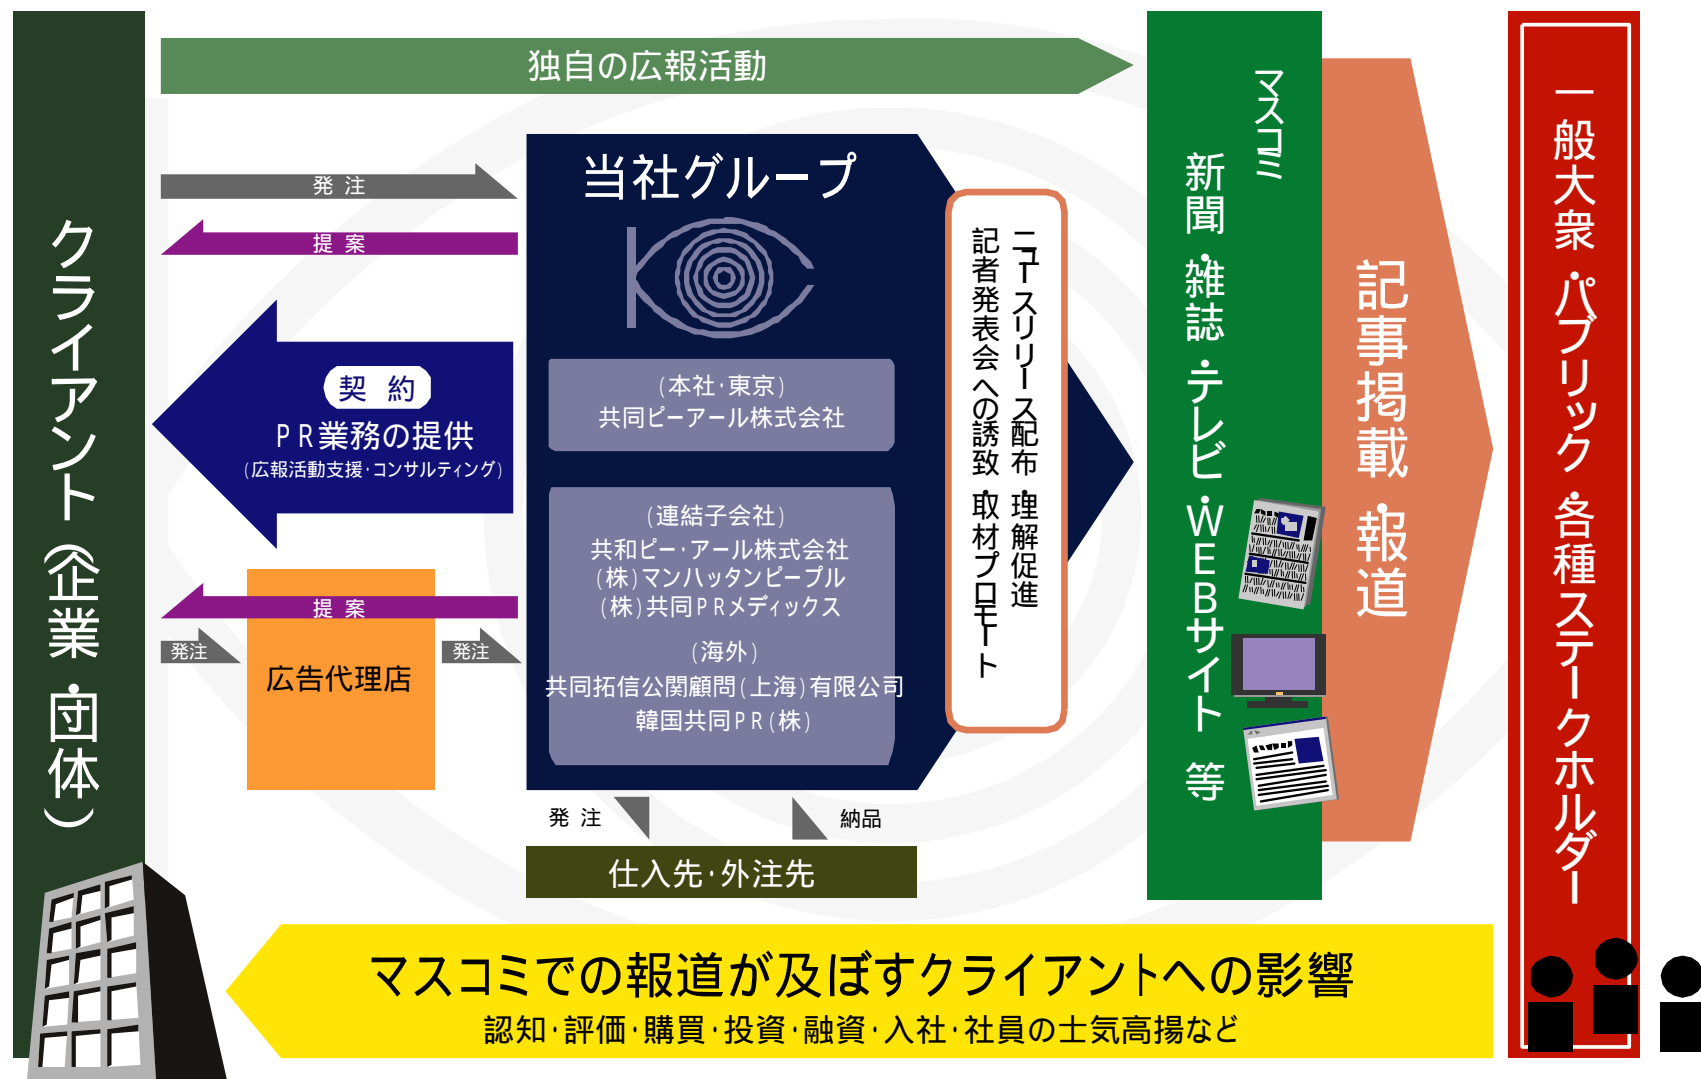 独自の広報活動
クライアント(企業・団体)
発 注
提 案
契 約
PR業務の提供
(広報活動支援・コンサルティング)
提 案
発注
発注
広告代理店
当社グループ
(本社・東京)
共同ピーアール株式会社
(連結子会社)
共和ピー・アール株式会社
(株)マンハッタンピープル
(株)共同PRメディックス
(海外)
共同拓信公関顧問(上海)有限公司
韓国共同PR(株)
ニュースリリース配布・理解促進
記者発表会への誘致・取材プロモート
発 注
納品
仕入先・外注先
マスコミ
新聞・雑誌・テレビ・WEBサイト 等
記事掲載・報道
一般大衆・パブリック・各種ステークホルダー
マスコミでの報道が及ぼすクライアントへの影響
認知・評価・購買・投資・融資・入社・社員の士気高揚など